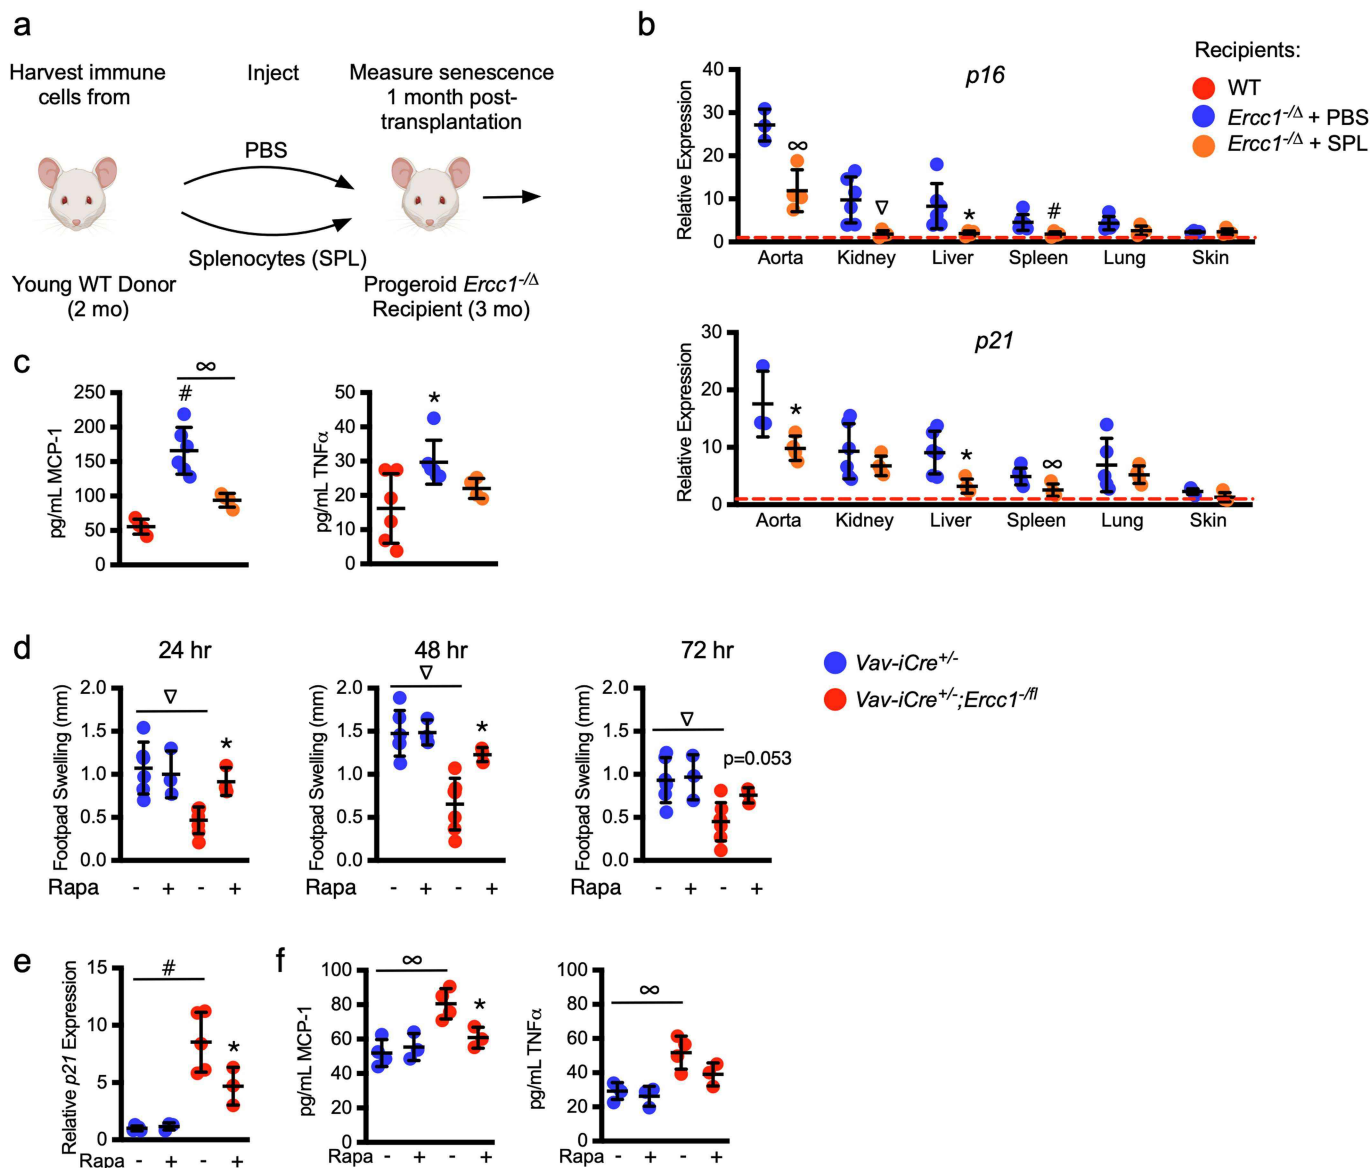 a
Harvest immune
cells from
Inject
Measure senescence
1 month post-
transplantation
PBS
Splenocytes (SPL)
Young WT Donor
(2 mo)
Progeroid Ercc1-/Δ
Recipient (3 mo)
b
Recipients:
WT
Ercc1-/Δ + PBS
Ercc1-/Δ + SPL
p16
Relative Expression
40
30
20
10
0
∞
∇
*
#
Aorta Kidney Liver Spleen Lung Skin
p21
Relative Expression
30
20
10
0
*
*
∞
Aorta Kidney Liver Spleen Lung Skin
c
pg/mL MCP-1
250
200
150
100
50
0
∞
#
pg/mL TNFα
50
40
30
20
10
0
*
d
24 hr
Footpad Swelling (mm)
2.0
1.5
1.0
0.5
0.0
∇
*
Rapa - + - +
48 hr
Footpad Swelling (mm)
2.0
1.5
1.0
0.5
0.0
∇
*
Rapa - + - +
72 hr
Footpad Swelling (mm)
2.0
1.5
1.0
0.5
0.0
∇
p=0.053
Rapa - + - +
Vav-iCre+/-
Vav-iCre+/-;Ercc1-/fl
e
Relative p21 Expression
15
10
5
0
#
*
Rapa - + - +
f
pg/mL MCP-1
100
80
60
40
20
0
∞
*
Rapa - + - +
pg/mL TNFα
100
80
60
40
20
0
∞
Rapa - + - +